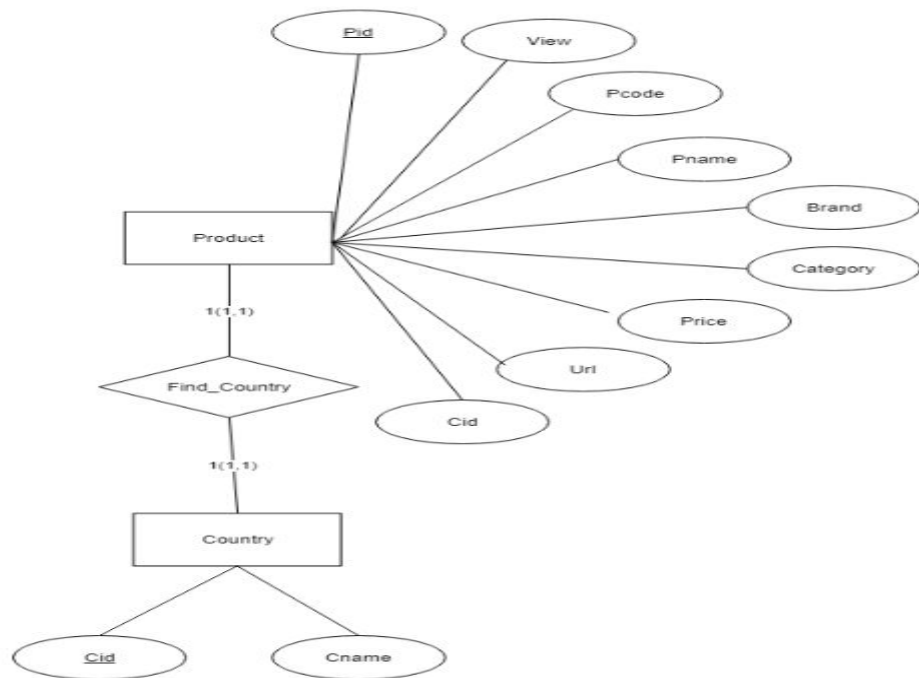 Pid
View
Pcode
Pname
Brand
Product
Category
1(1,1)
Price
Url
Find_Country
Cid
1(1,1)
Country
Cid
Cname